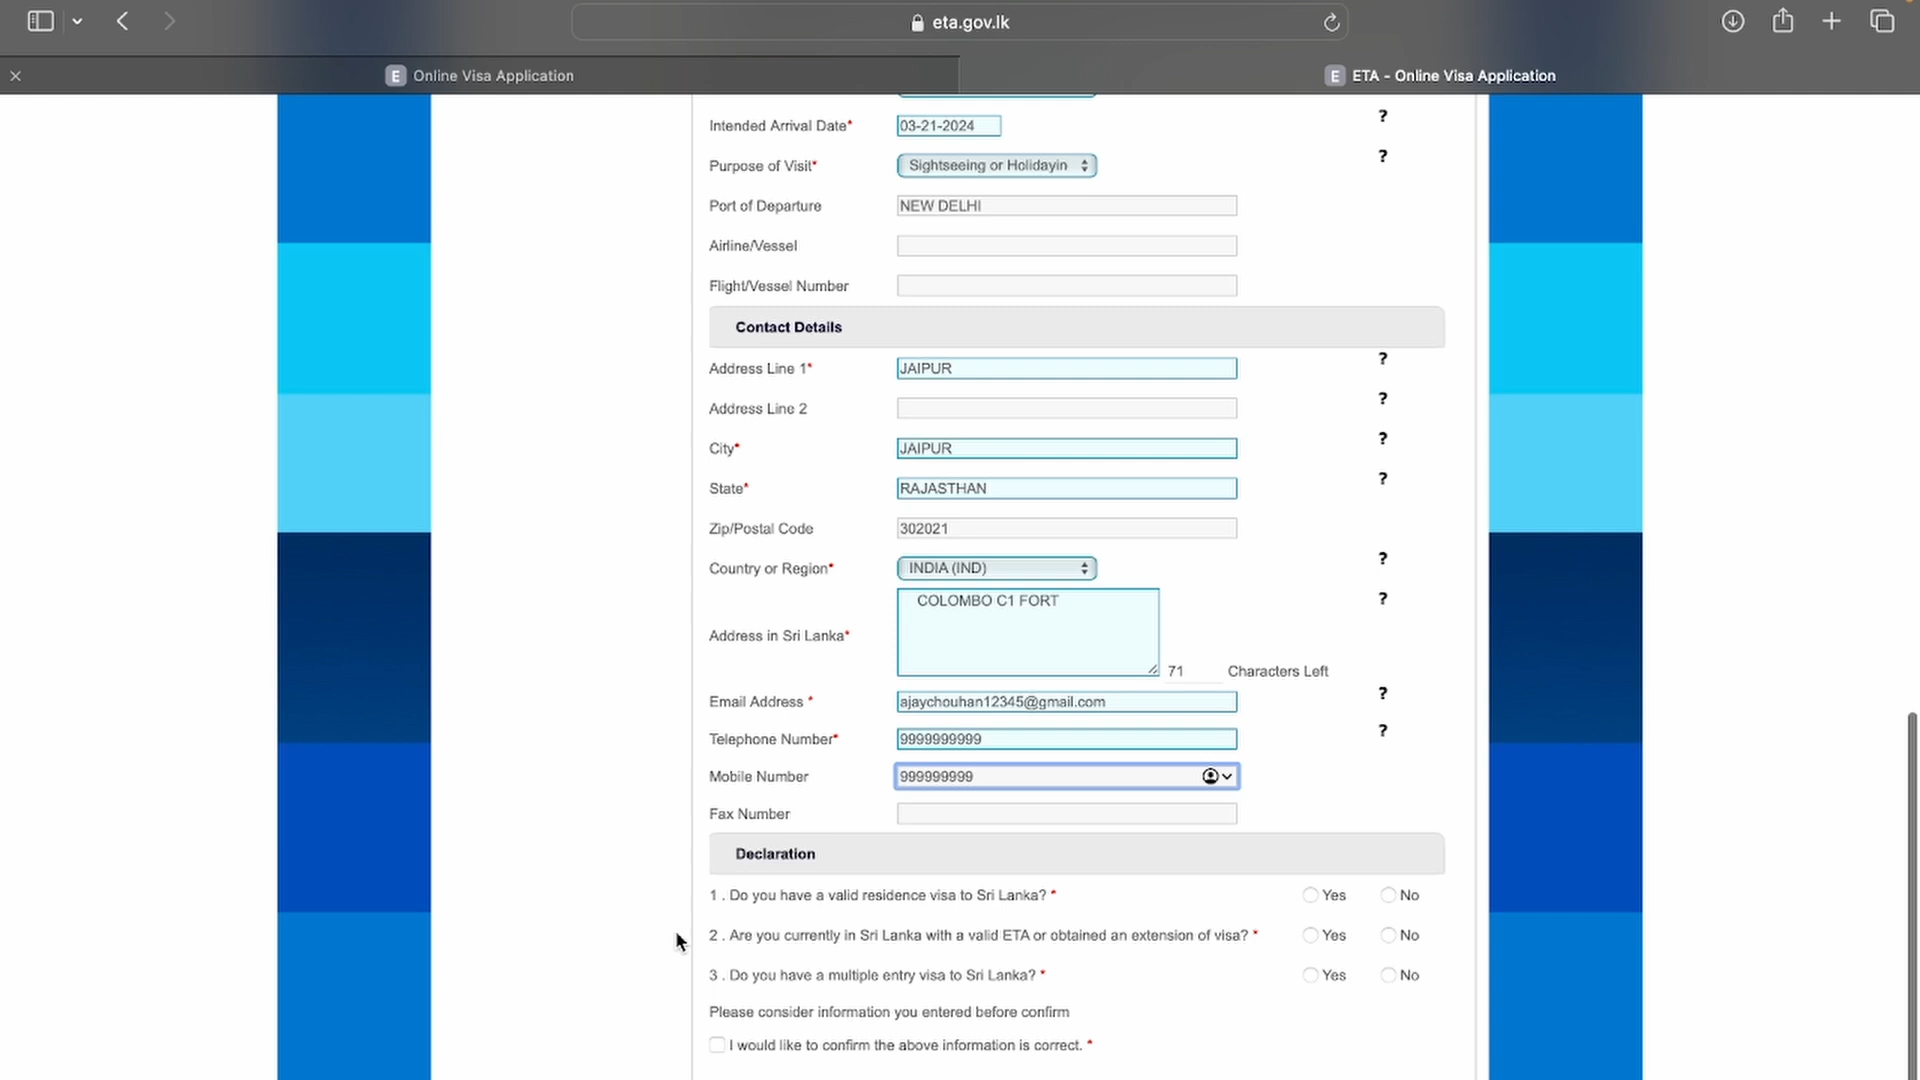 eta.gov.lk
E Online Visa Application
E ETA - Online Visa Application
Intended Arrival Date* 03-21-2024 ?
Purpose of Visit* Sightseeing or Holidayin ?
Port of Departure NEW DELHI
Airline/Vessel
Flight/Vessel Number
Contact Details
Address Line 1* JAIPUR ?
Address Line 2 ?
City* JAIPUR ?
State* RAJASTHAN ?
Zip/Postal Code 302021
Country or Region* INDIA (IND) ?
Address in Sri Lanka* COLOMBO C1 FORT ?
71 Characters Left
Email Address * ajaychouhan12345@gmail.com ?
Telephone Number* 9999999999 ?
Mobile Number 999999999
Fax Number
Declaration
1 . Do you have a valid residence visa to Sri Lanka? * Yes No
2 . Are you currently in Sri Lanka with a valid ETA or obtained an extension of visa? * Yes No
3 . Do you have a multiple entry visa to Sri Lanka? * Yes No
Please consider information you entered before confirm
I would like to confirm the above information is correct. *